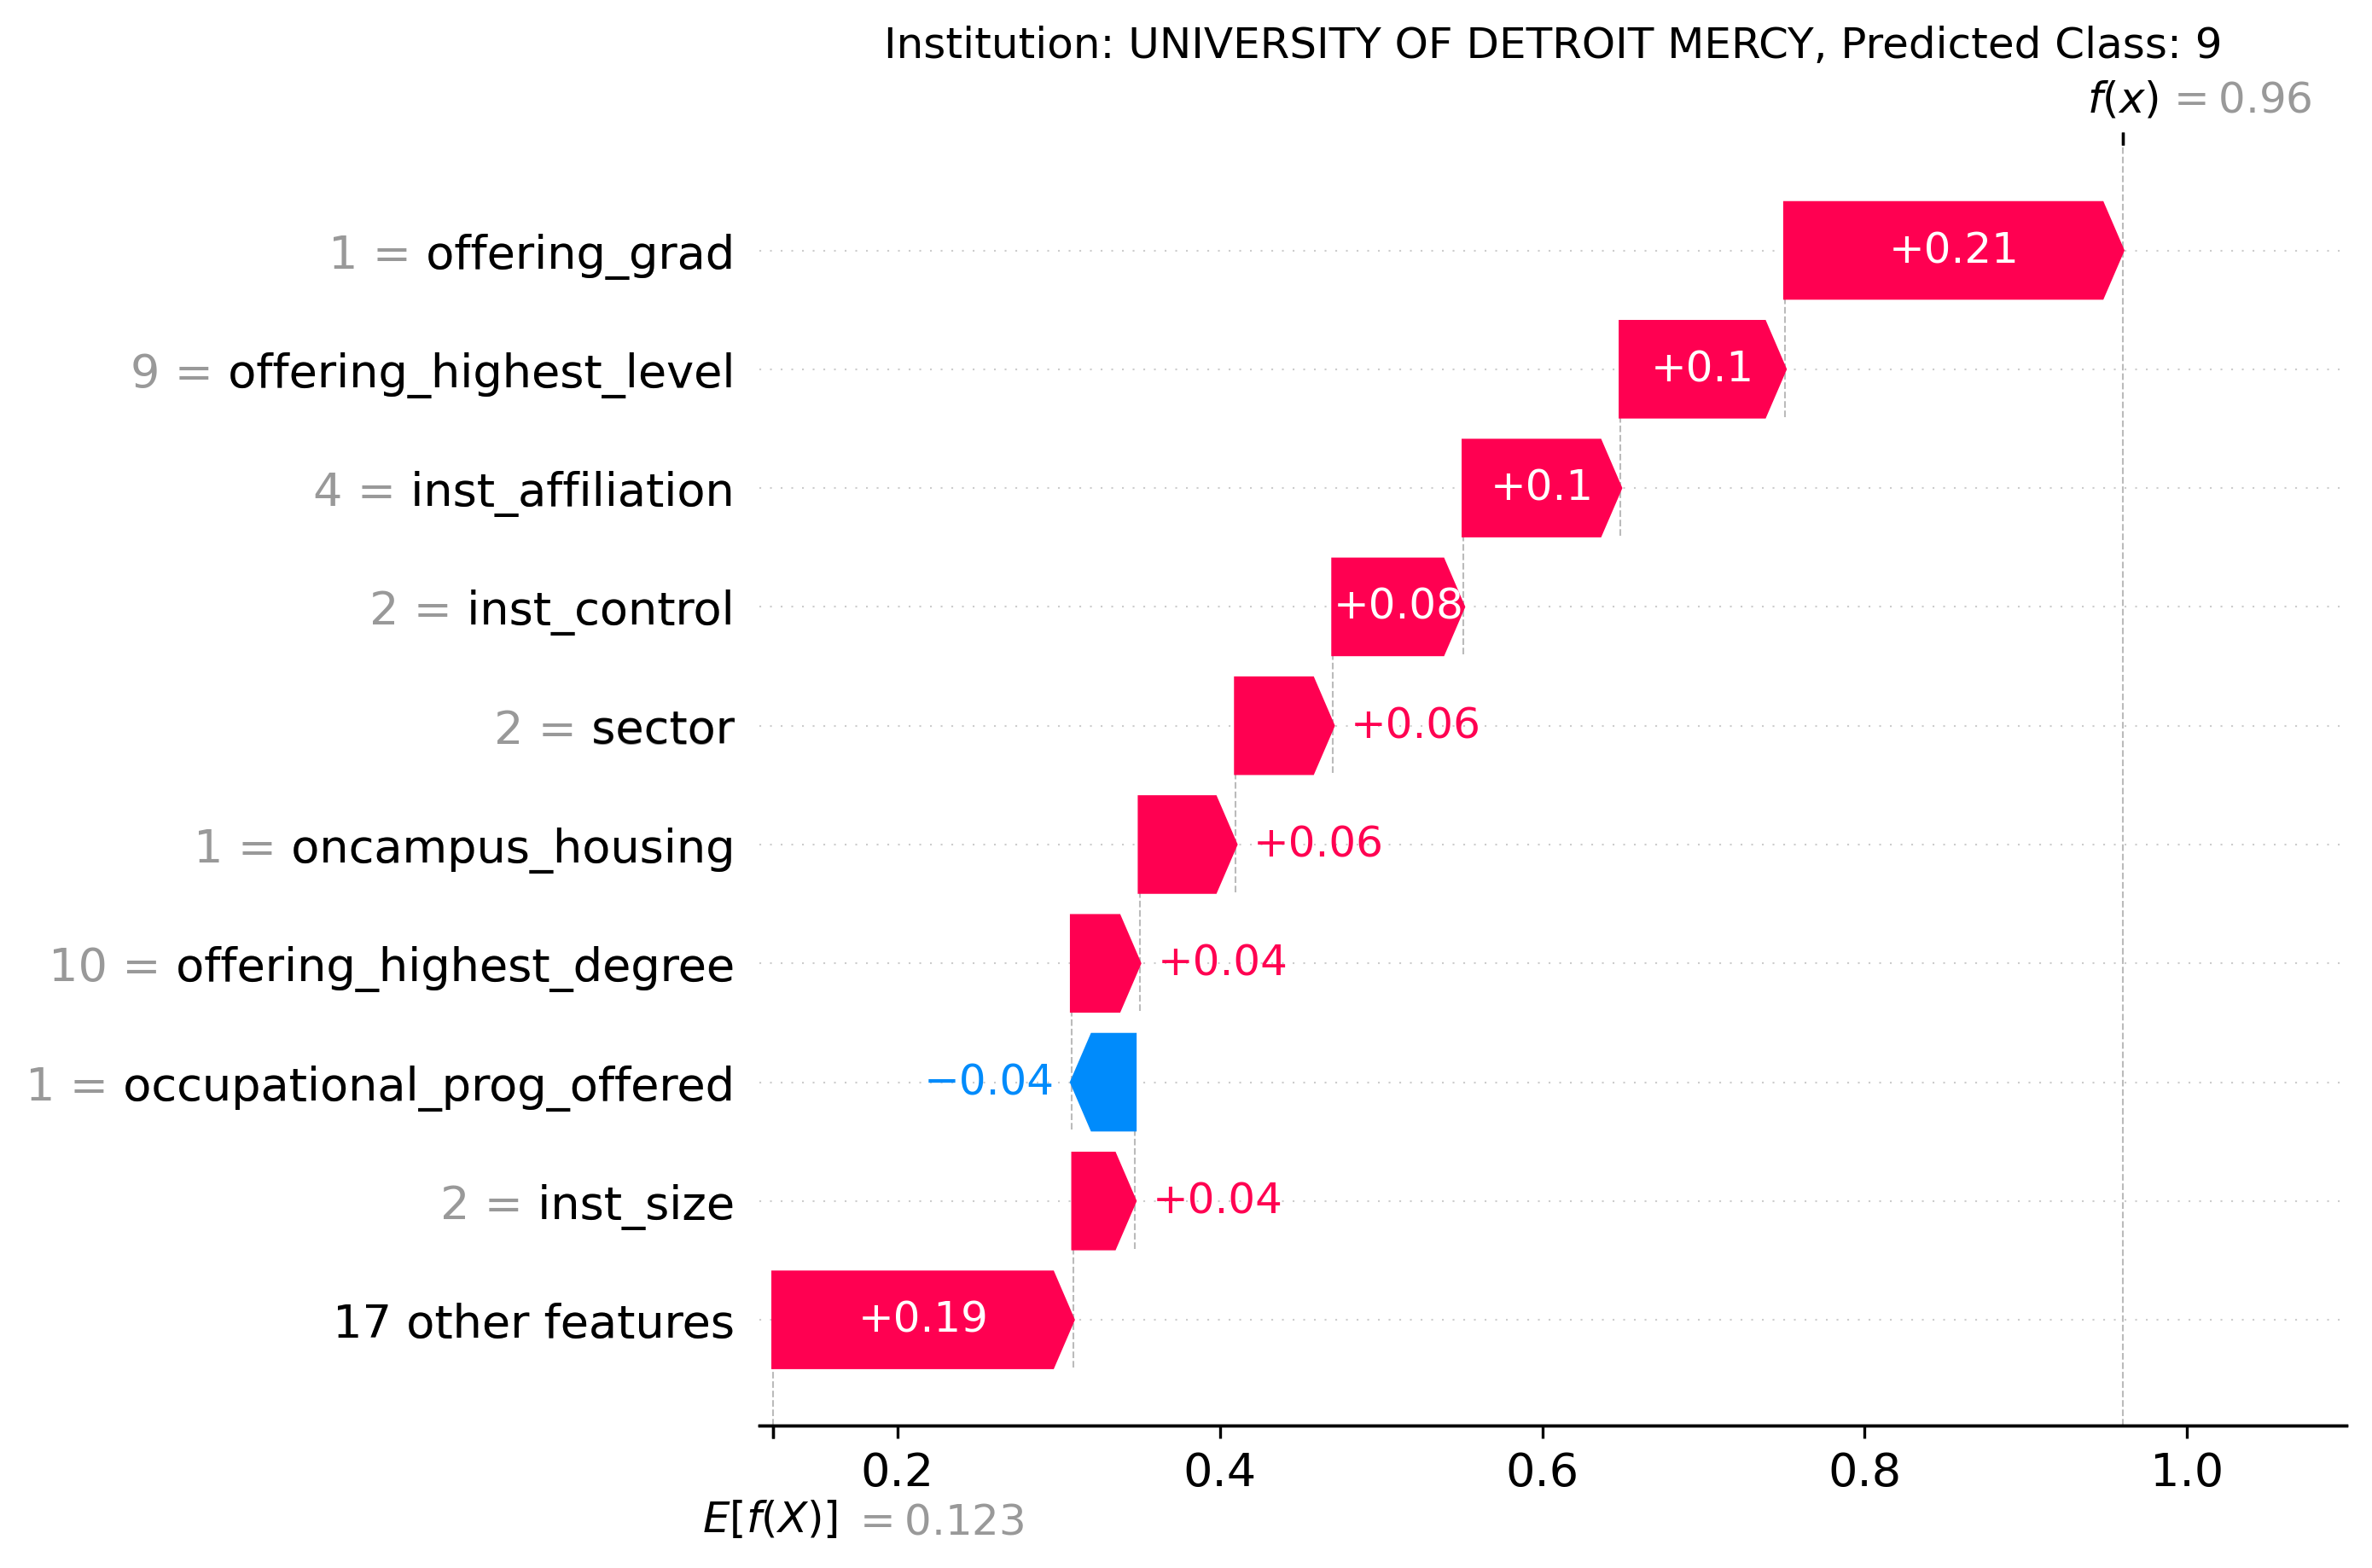 Institution: UNIVERSITY OF DETROIT MERCY, Predicted Class: 9
f(x) = 0.96
1 = offering_grad +0.21
9 = offering_highest_level +0.1
4 = inst_affiliation +0.1
2 = inst_control +0.08
2 = sector +0.06
1 = oncampus_housing +0.06
10 = offering_highest_degree +0.04
1 = occupational_prog_offered −0.04
2 = inst_size +0.04
17 other features +0.19
0.2 0.4 0.6 0.8 1.0
E[f(X)] = 0.123